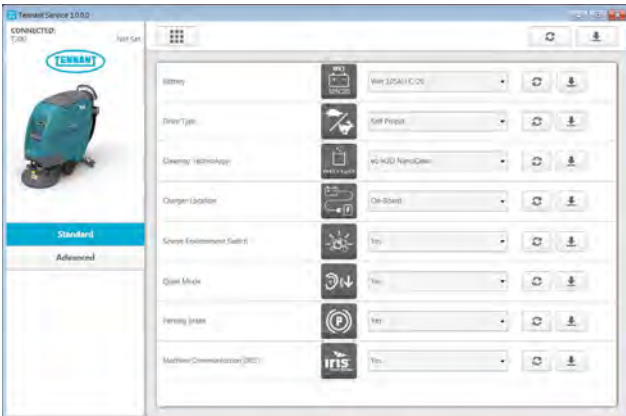 Tennant Service 1.0.0.0
CONNECTED:
T300 Not Set
TENNANT
Standard
Advanced
Battery Wet 105AH C/20
Drive Type Self Propel
Cleaning Technology ec-H2O NanoClean
Charger Location On-Board
Severe Environment Switch Yes
Quiet Mode Yes
Parking Brake P Yes
Machine Communication (IRIS) iris Yes